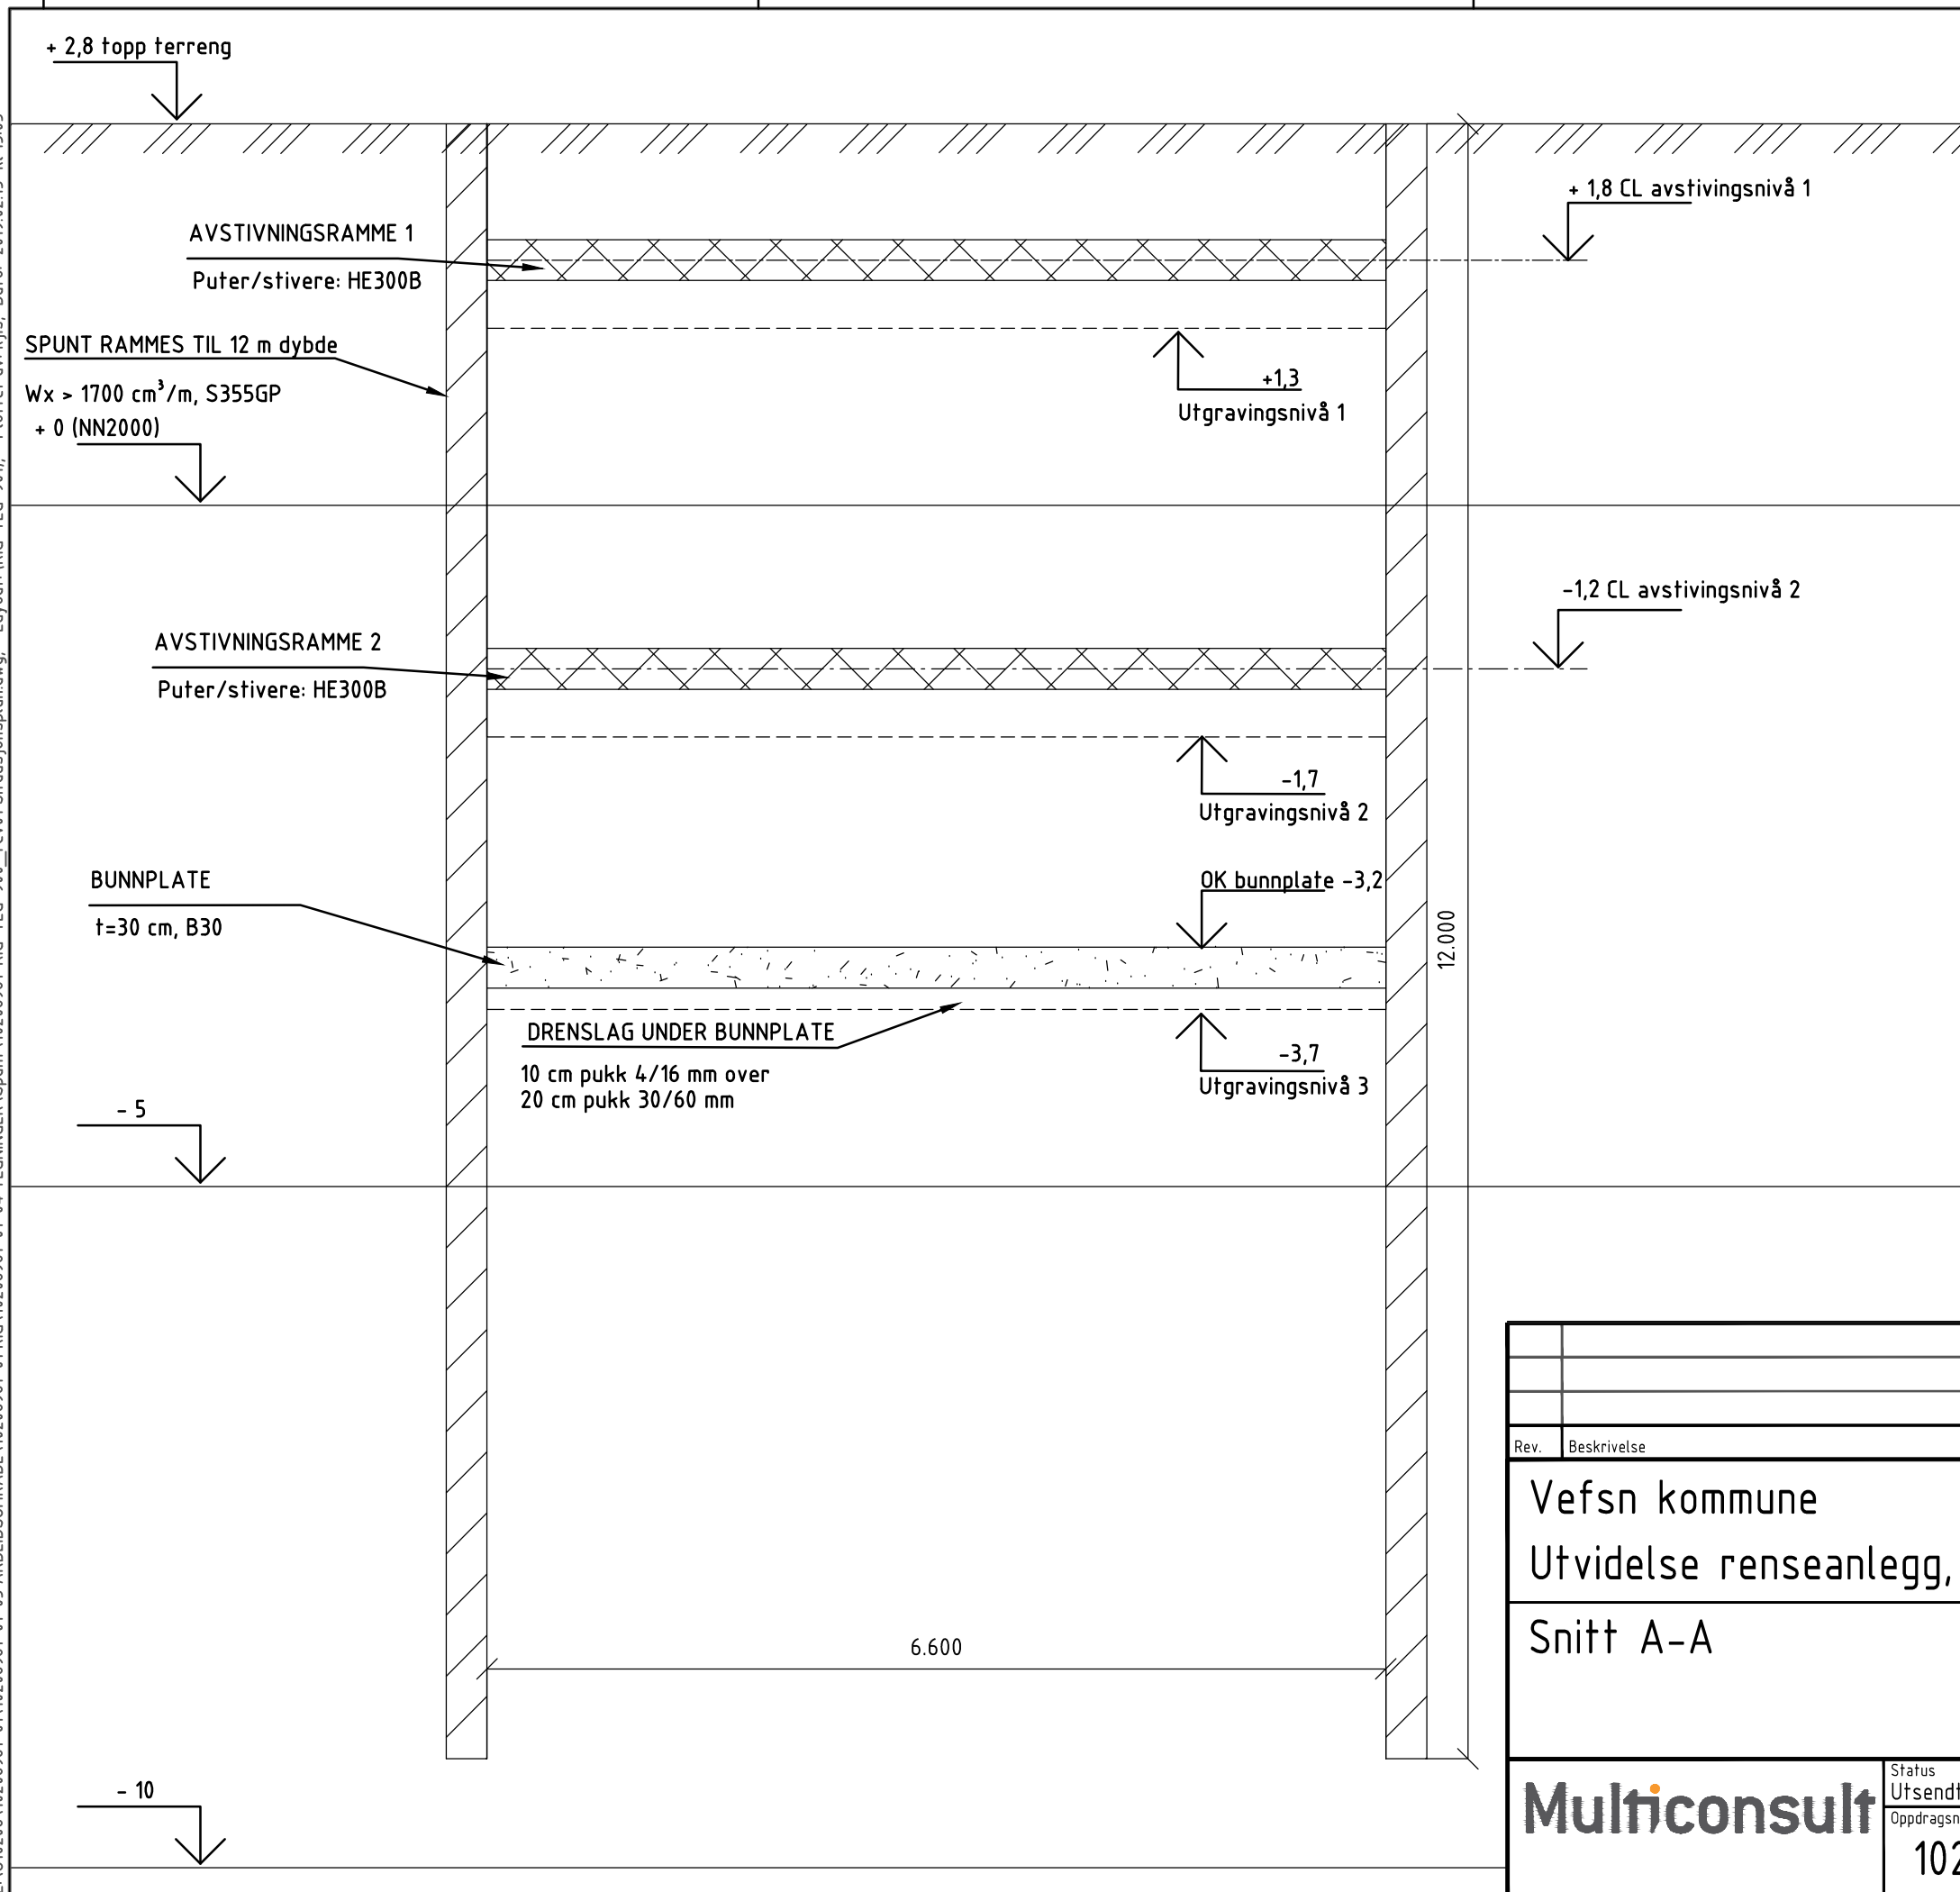 + 2,8 topp terreng
+ 1,8 CL avstivingsnivå 1
AVSTIVNINGSRAMME 1
Puter/stivere: HE300B
SPUNT RAMMES TIL 12 m dybde
Wx > 1700 cm³/m, S355GP
+ 0 (NN2000)
+1,3
Utgravingsnivå 1
-1,2 CL avstivingsnivå 2
AVSTIVNINGSRAMME 2
Puter/stivere: HE300B
-1,7
Utgravingsnivå 2
BUNNPLATE
t=30 cm, B30
OK bunnplate -3,2
12.000
DRENSLAG UNDER BUNNPLATE
10 cm pukk 4/16 mm over
20 cm pukk 30/60 mm
-3,7
Utgravingsnivå 3
- 5
6.600
- 10
Rev. Beskrivelse
Vefsn kommune
Utvidelse renseanlegg,
Snitt A-A
Multiconsult
Status
Utsendt
102